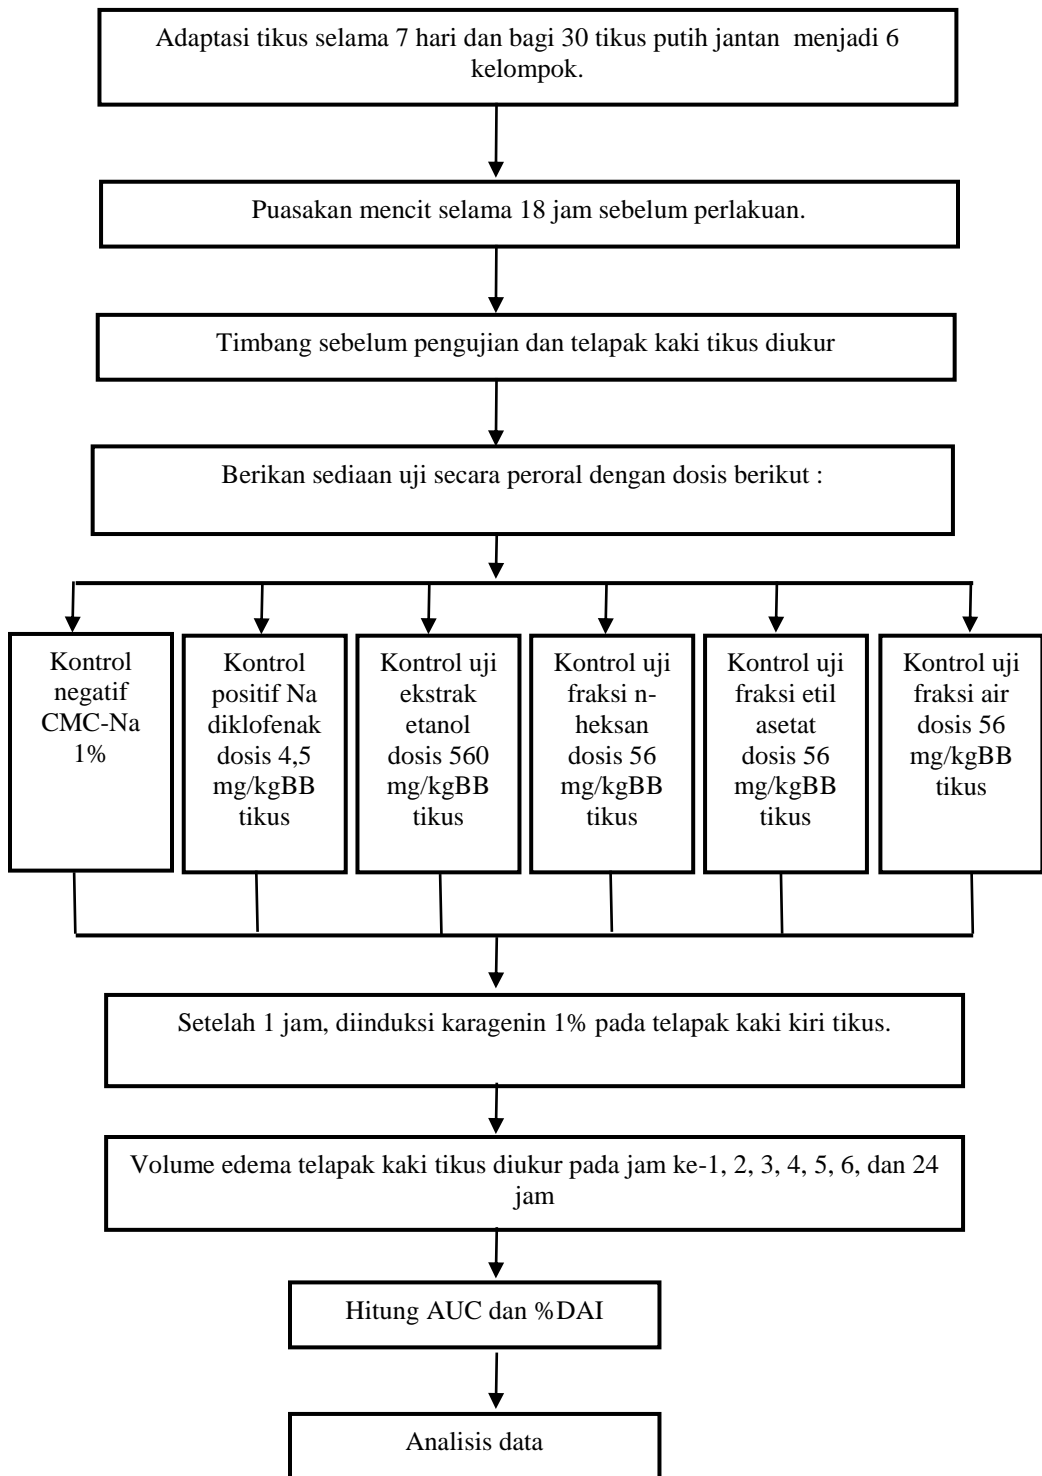 Adaptasi tikus selama 7 hari dan bagi 30 tikus putih jantan menjadi 6
kelompok.
Puasakan mencit selama 18 jam sebelum perlakuan.
Timbang sebelum pengujian dan telapak kaki tikus diukur
Berikan sediaan uji secara peroral dengan dosis berikut :
Kontrol
negatif
CMC-Na
1%
Kontrol
positif Na
diklofenak
dosis 4,5
mg/kgBB
tikus
Kontrol uji
ekstrak
etanol
dosis 560
mg/kgBB
tikus
Kontrol uji
fraksi n-
heksan
dosis 56
mg/kgBB
tikus
Kontrol uji
fraksi etil
asetat
dosis 56
mg/kgBB
tikus
Kontrol uji
fraksi air
dosis 56
mg/kgBB
tikus
Setelah 1 jam, diinduksi karagenin 1% pada telapak kaki kiri tikus.
Volume edema telapak kaki tikus diukur pada jam ke-1, 2, 3, 4, 5, 6, dan 24
jam
Hitung AUC dan %DAI
Analisis data